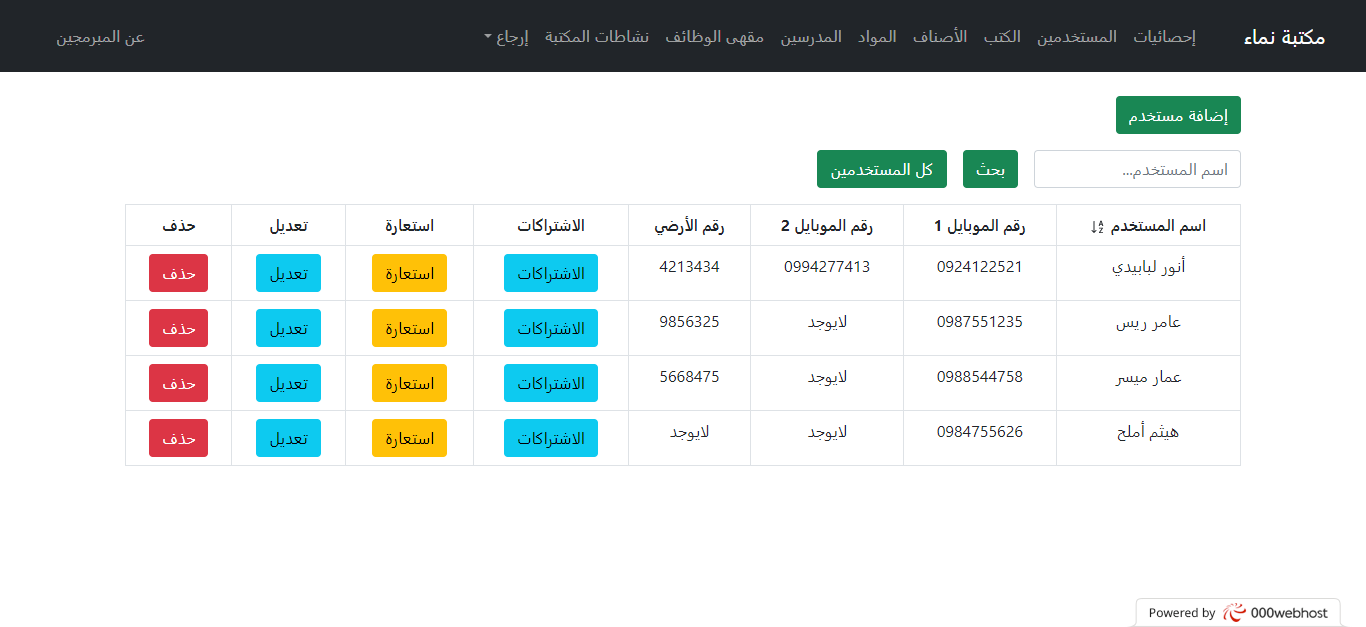 مكتبة نماء إحصائيات المستخدمين الكتب الأصناف المواد المدرسين مقهى الوظائف نشاطات المكتبة إرجاع عن المبرمجين
إضافة مستخدم
اسم المستخدم... بحث كل المستخدمين
اسم المستخدم رقم الموبايل 1 رقم الموبايل 2 رقم الأرضي الاشتراكات استعارة تعديل حذف
أنور لبابيدي 0924122521 0994277413 4213434 الاشتراكات استعارة تعديل حذف
عامر ريس 0987551235 لايوجد 9856325 الاشتراكات استعارة تعديل حذف
عمار ميسر 0988544758 لايوجد 5668475 الاشتراكات استعارة تعديل حذف
هيثم أملح 0984755626 لايوجد لايوجد الاشتراكات استعارة تعديل حذف
Powered by 000webhost